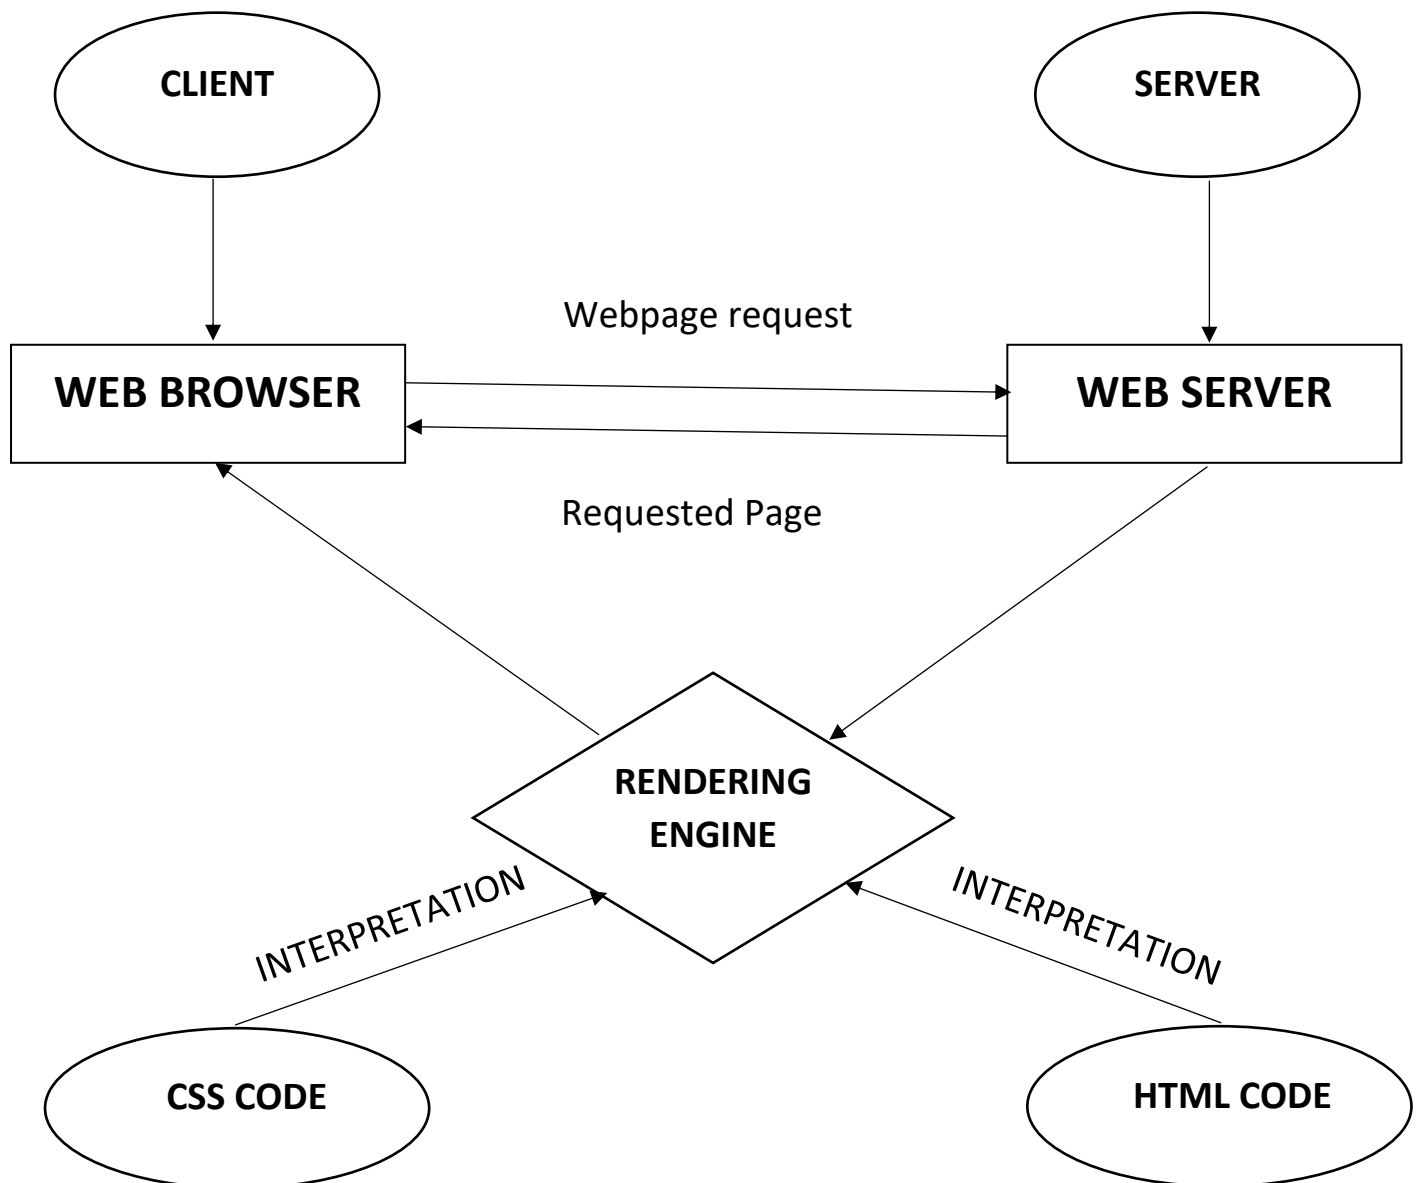 CLIENT
SERVER
Webpage request
WEB BROWSER
WEB SERVER
Requested Page
RENDERING
ENGINE
INTERPRETATION
INTERPRETATION
CSS CODE
HTML CODE